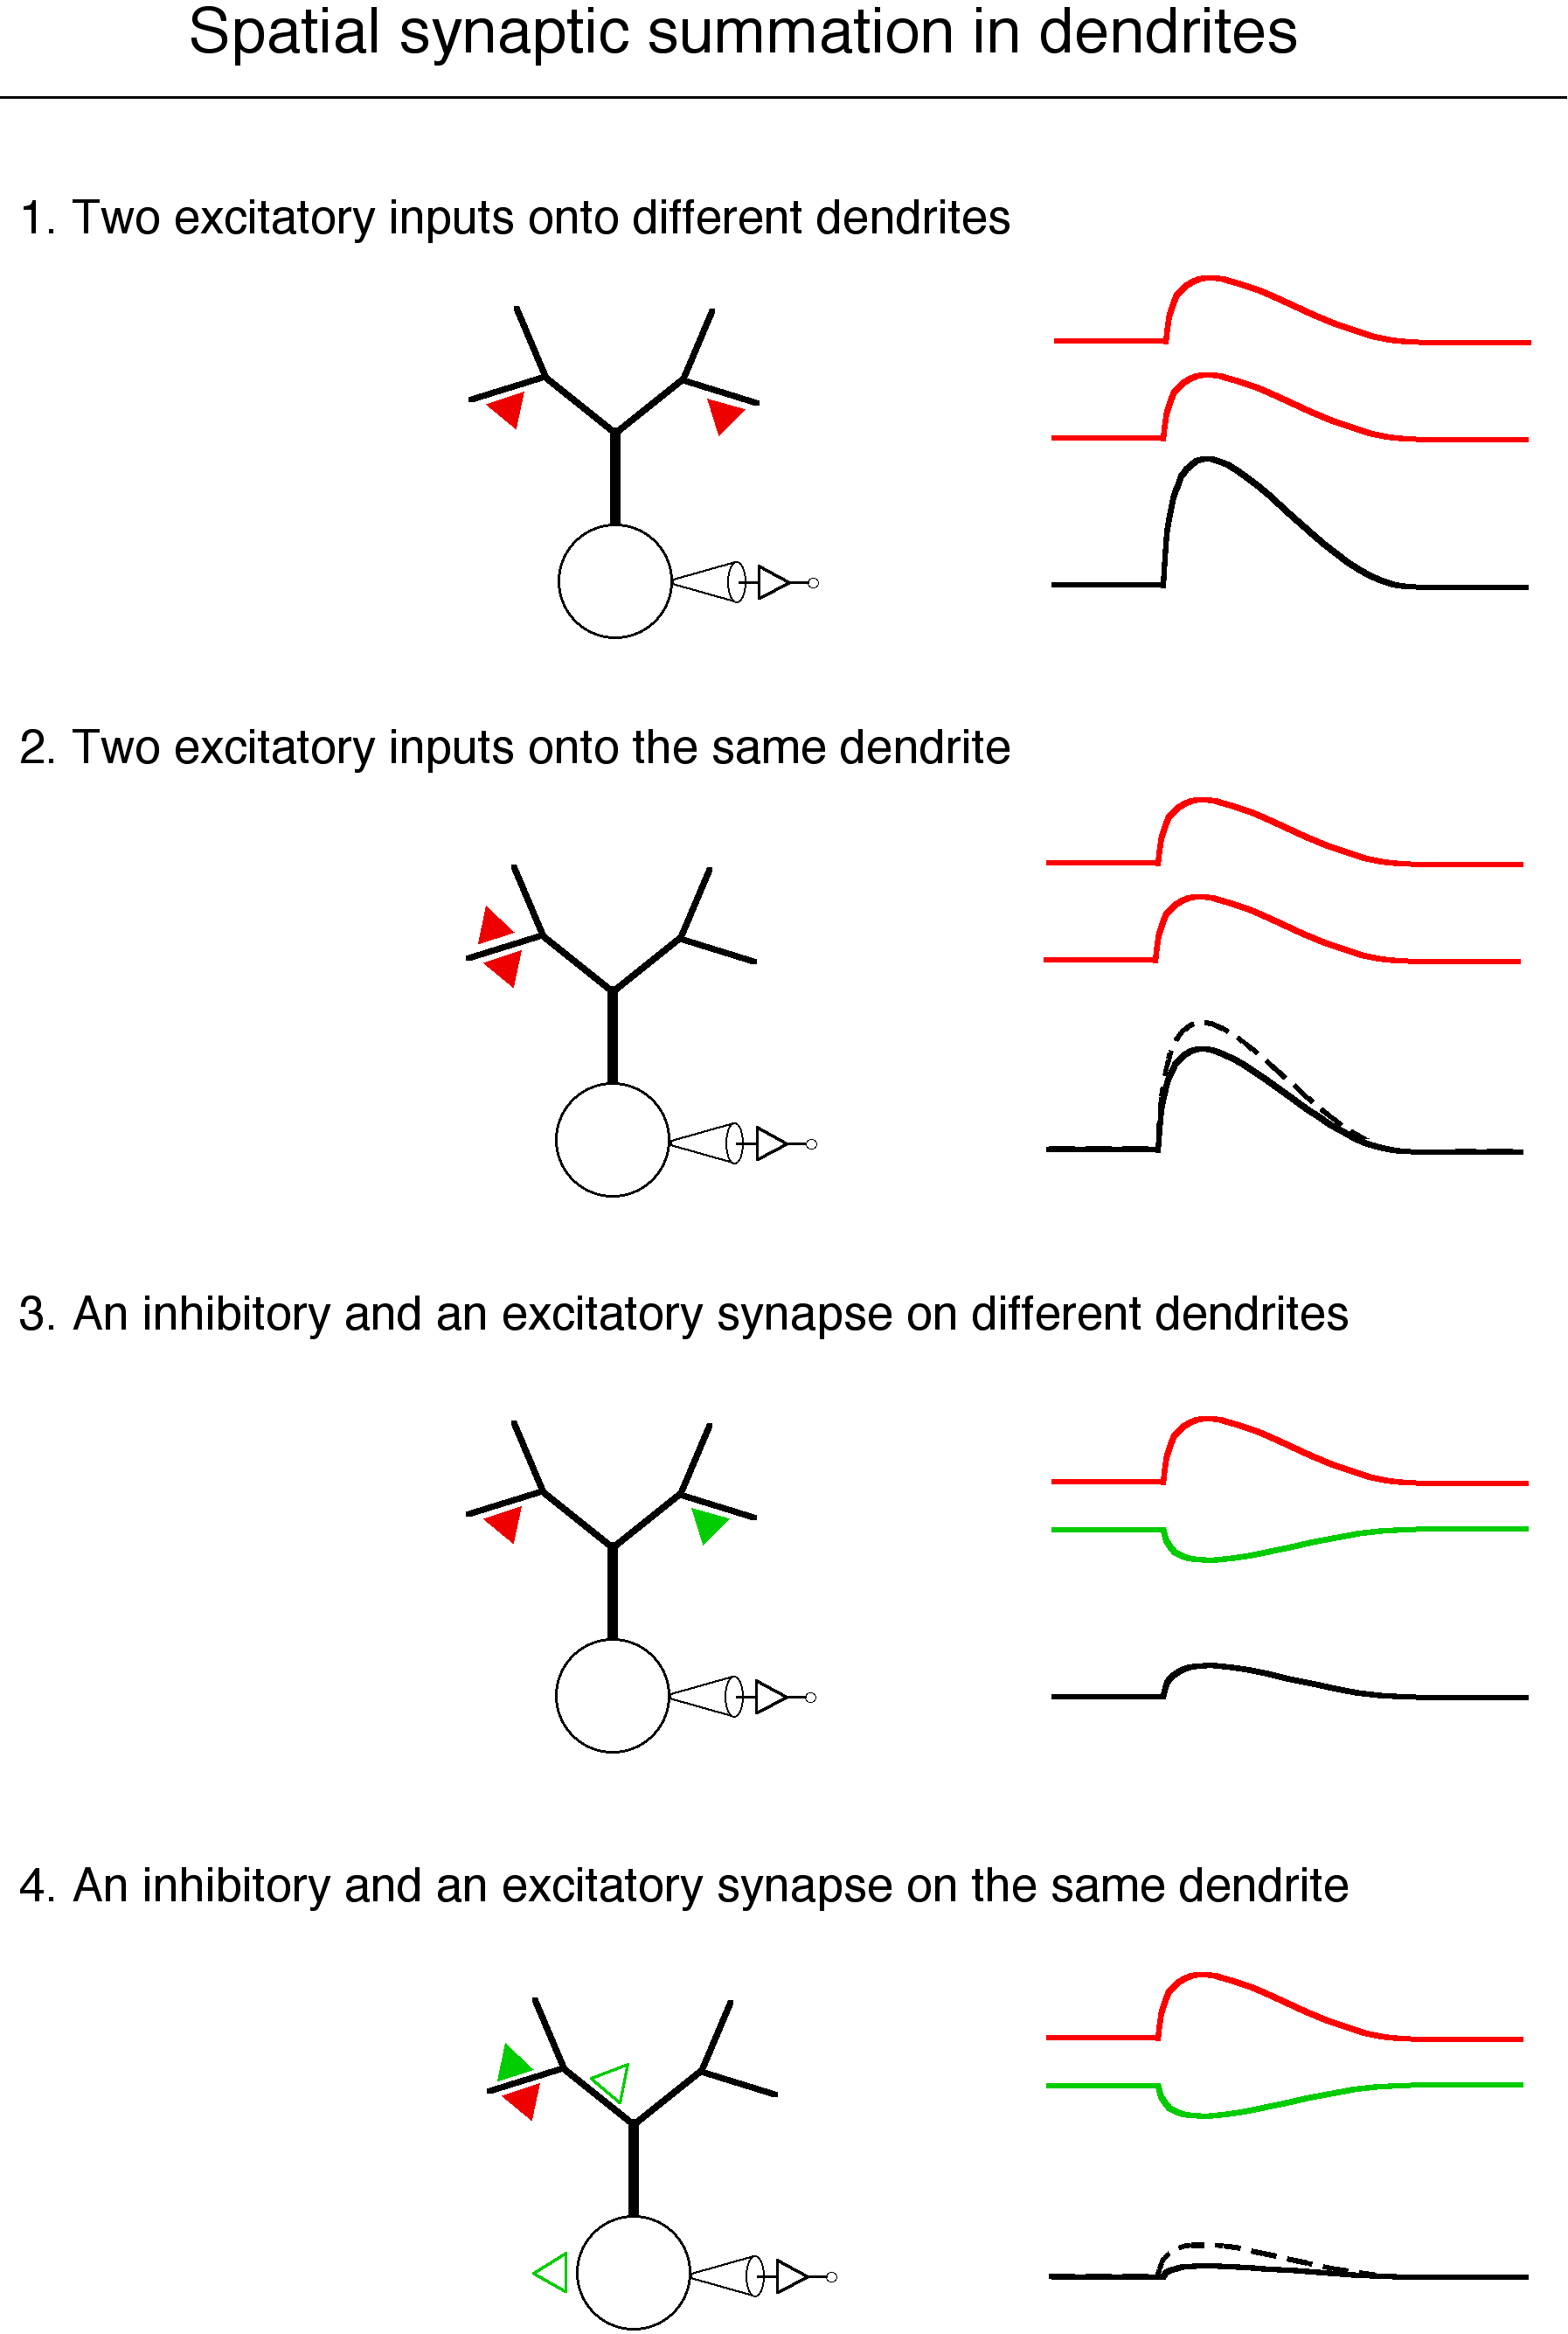 Spatial synaptic summation in dendrites
1. Two excitatory inputs onto different dendrites
2. Two excitatory inputs onto the same dendrite
3. An inhibitory and an excitatory synapse on different dendrites
4. An inhibitory and an excitatory synapse on the same dendrite